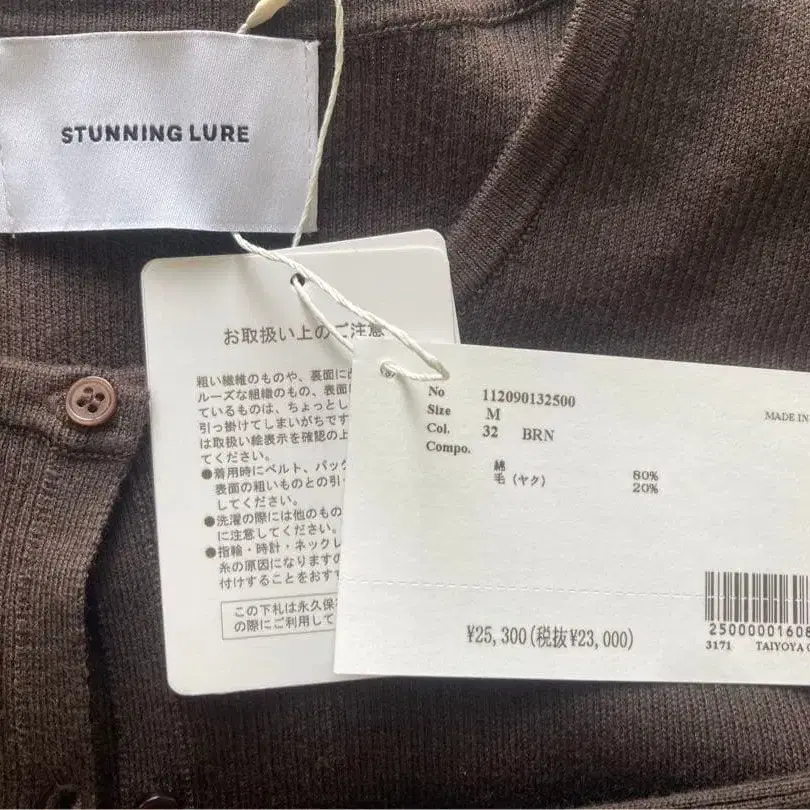 STUNNING LURE
お取扱い上のご注意
粗い繊維のものや、裏面に
ルーズな組織のもの、表面
ているものは、ちょっとし
引っ掛けてしまいがちです
は取扱い絵表示を確認の上
てください。
●着用時にベルト、バック
表面の粗いものとの引っ
してください。
●洗濯の際には他のもの
に注意してください。
●指輪・時計・ネックレ
糸の原因になりますの
付けすることをおすす
この下札は永久保
の際にご利用して
No 112090132500
Size M
Col. 32 BRN
Compo.
綿 80%
毛（ヤク） 20%
MADE IN
¥25,300(税抜¥23,000)
25000001608
3171 TAIYOYA